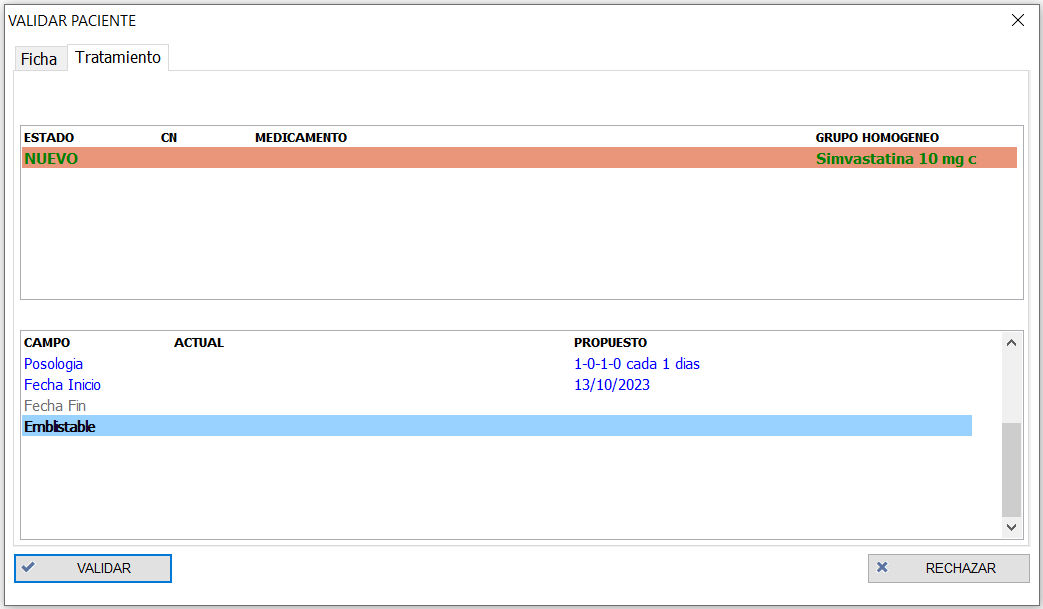 VALIDAR PACIENTE
Ficha Tratamiento
ESTADO CN MEDICAMENTO GRUPO HOMOGENEO
NUEVO Simvastatina 10 mg c
CAMPO ACTUAL PROPUESTO
Posologia 1-0-1-0 cada 1 dias
Fecha Inicio 13/10/2023
Fecha Fin
Emblistable
VALIDAR RECHAZAR